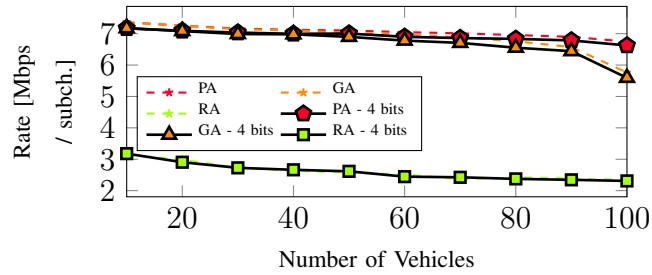 7
6
5
4
3
2
Rate [Mbps
/ subch.]
PA
GA
RA
PA - 4 bits
GA - 4 bits
RA - 4 bits
20
40
60
80
100
Number of Vehicles